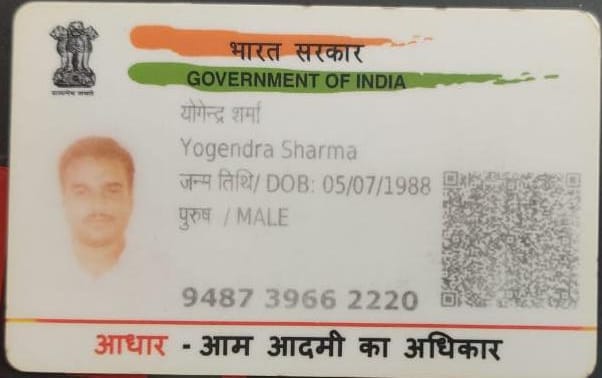 भारत सरकार
GOVERNMENT OF INDIA
सत्यमेव जयते
योगेन्द्र शर्मा
Yogendra Sharma
जन्म तिथि/ DOB: 05/07/1988
पुरुष / MALE
9487 3966 2220
आधार - आम आदमी का अधिकार